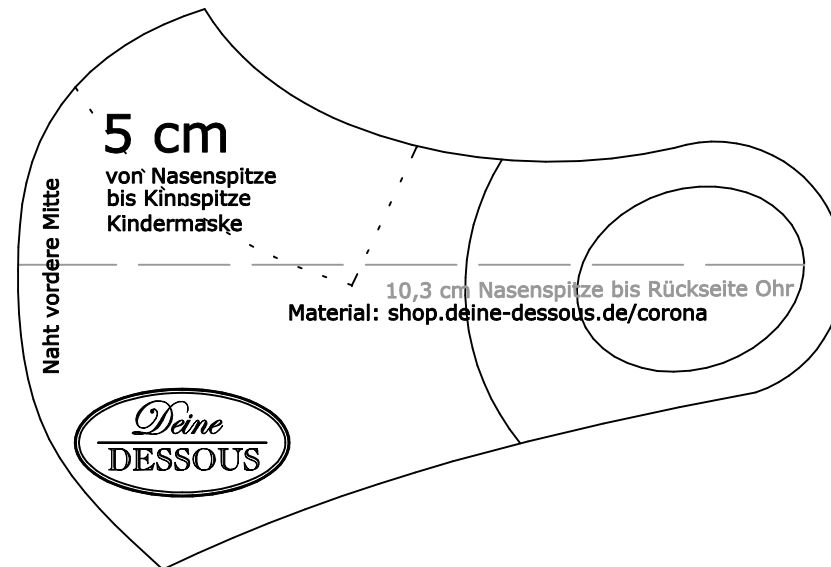 5 cm
von Nasenspitze
bis Kinnspitze
Kindermaske
Naht vordere Mitte
10,3 cm Nasenspitze bis Rückseite Ohr
Material: shop.deine-dessous.de/corona
Deine
DESSOUS